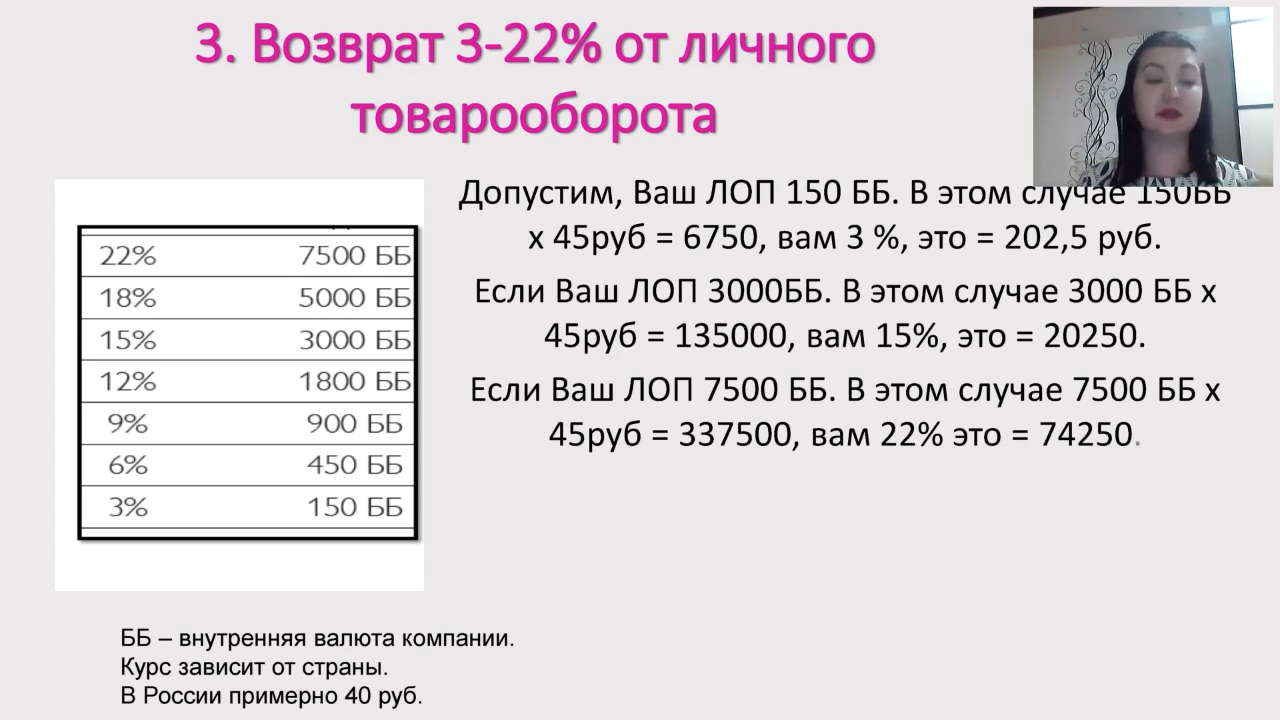 3. Возврат 3-22% от личного
товарооборота
Допустим, Ваш ЛОП 150 ББ. В этом случае 150ББ
х 45руб = 6750, вам 3 %, это = 202,5 руб.
Если Ваш ЛОП 3000ББ. В этом случае 3000 ББ х
45руб = 135000, вам 15%, это = 20250.
Если Ваш ЛОП 7500 ББ. В этом случае 7500 ББ х
45руб = 337500, вам 22% это = 74250.
22% 7500 ББ
18% 5000 ББ
15% 3000 ББ
12% 1800 ББ
9% 900 ББ
6% 450 ББ
3% 150 ББ
ББ – внутренняя валюта компании.
Курс зависит от страны.
В России примерно 40 руб.